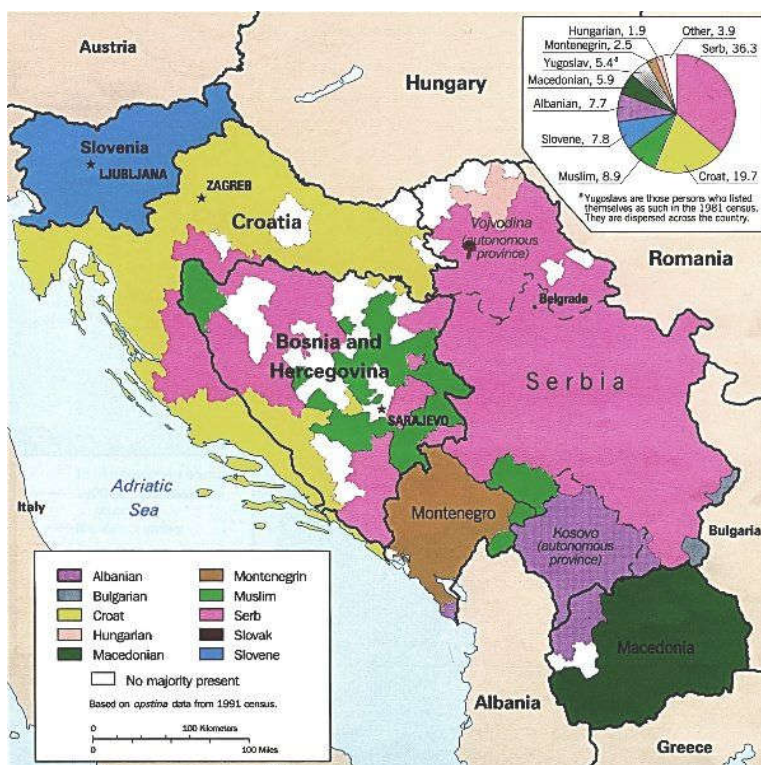 Austria
Hungary
Slovenia
LJUBLJANA
ZAGREB
Croatia
Vojvodina
(autonomous
province)
Romania
Belgrade
Bosnia and
Hercegovina
SARAJEVO
Serbia
Adriatic
Sea
Italy
Montenegro
Kosovo
(autonomous
province)
Bulgaria
Macedonia
Albania
Greece
Hungarian, 1.9
Other, 3.9
Montenegrin, 2.5
Serb, 36.3
Yugoslav, 5.4#
Macedonian, 5.9
Albanian, 7.7
Slovene, 7.8
Muslim, 8.9
Croat, 19.7
#Yugoslavs are those persons who listed
themselves as such in the 1981 census.
They are dispersed across the country.
Albanian
Montenegrin
Bulgarian
Muslim
Croat
Serb
Hungarian
Slovak
Macedonian
Slovene
No majority present
Based on opstina data from 1991 census.
0 100 Kilometers
0 100 Miles